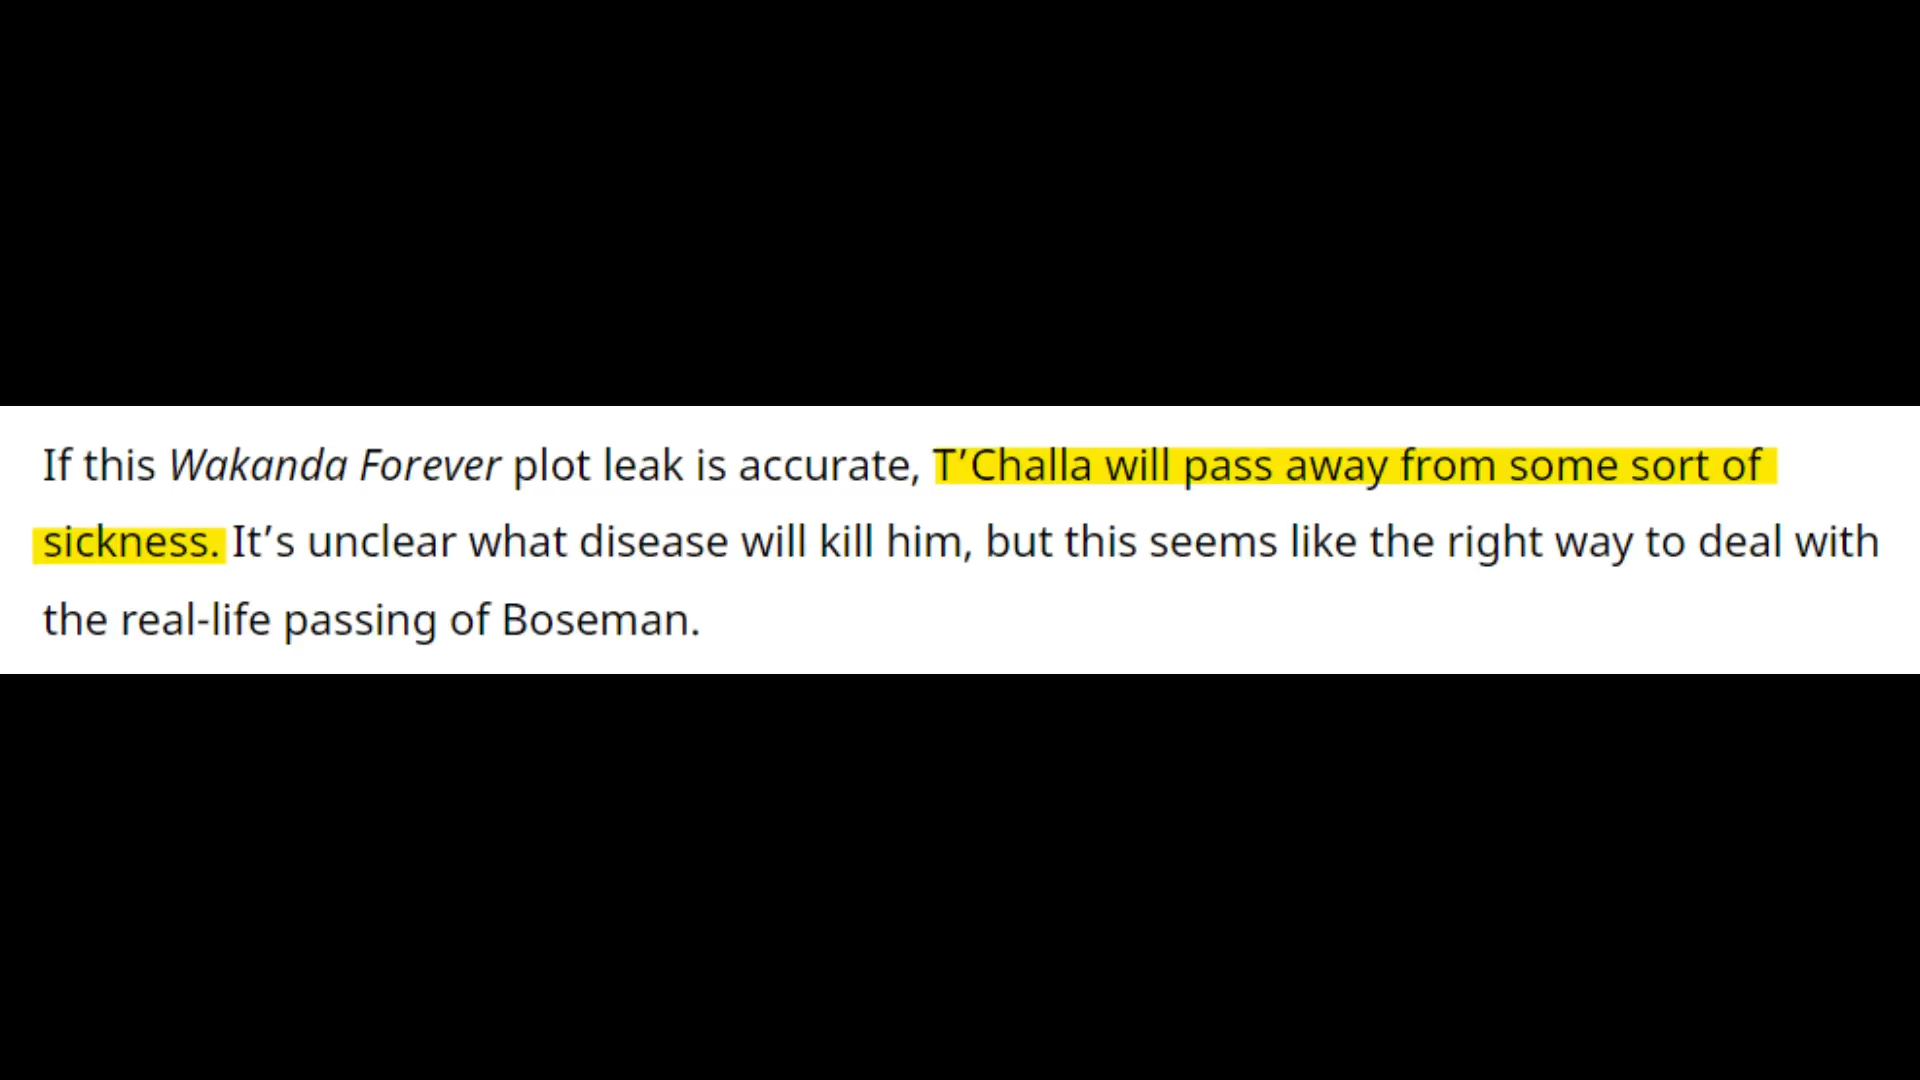 If this Wakanda Forever plot leak is accurate, T’Challa will pass away from some sort of
sickness. It’s unclear what disease will kill him, but this seems like the right way to deal with
the real-life passing of Boseman.